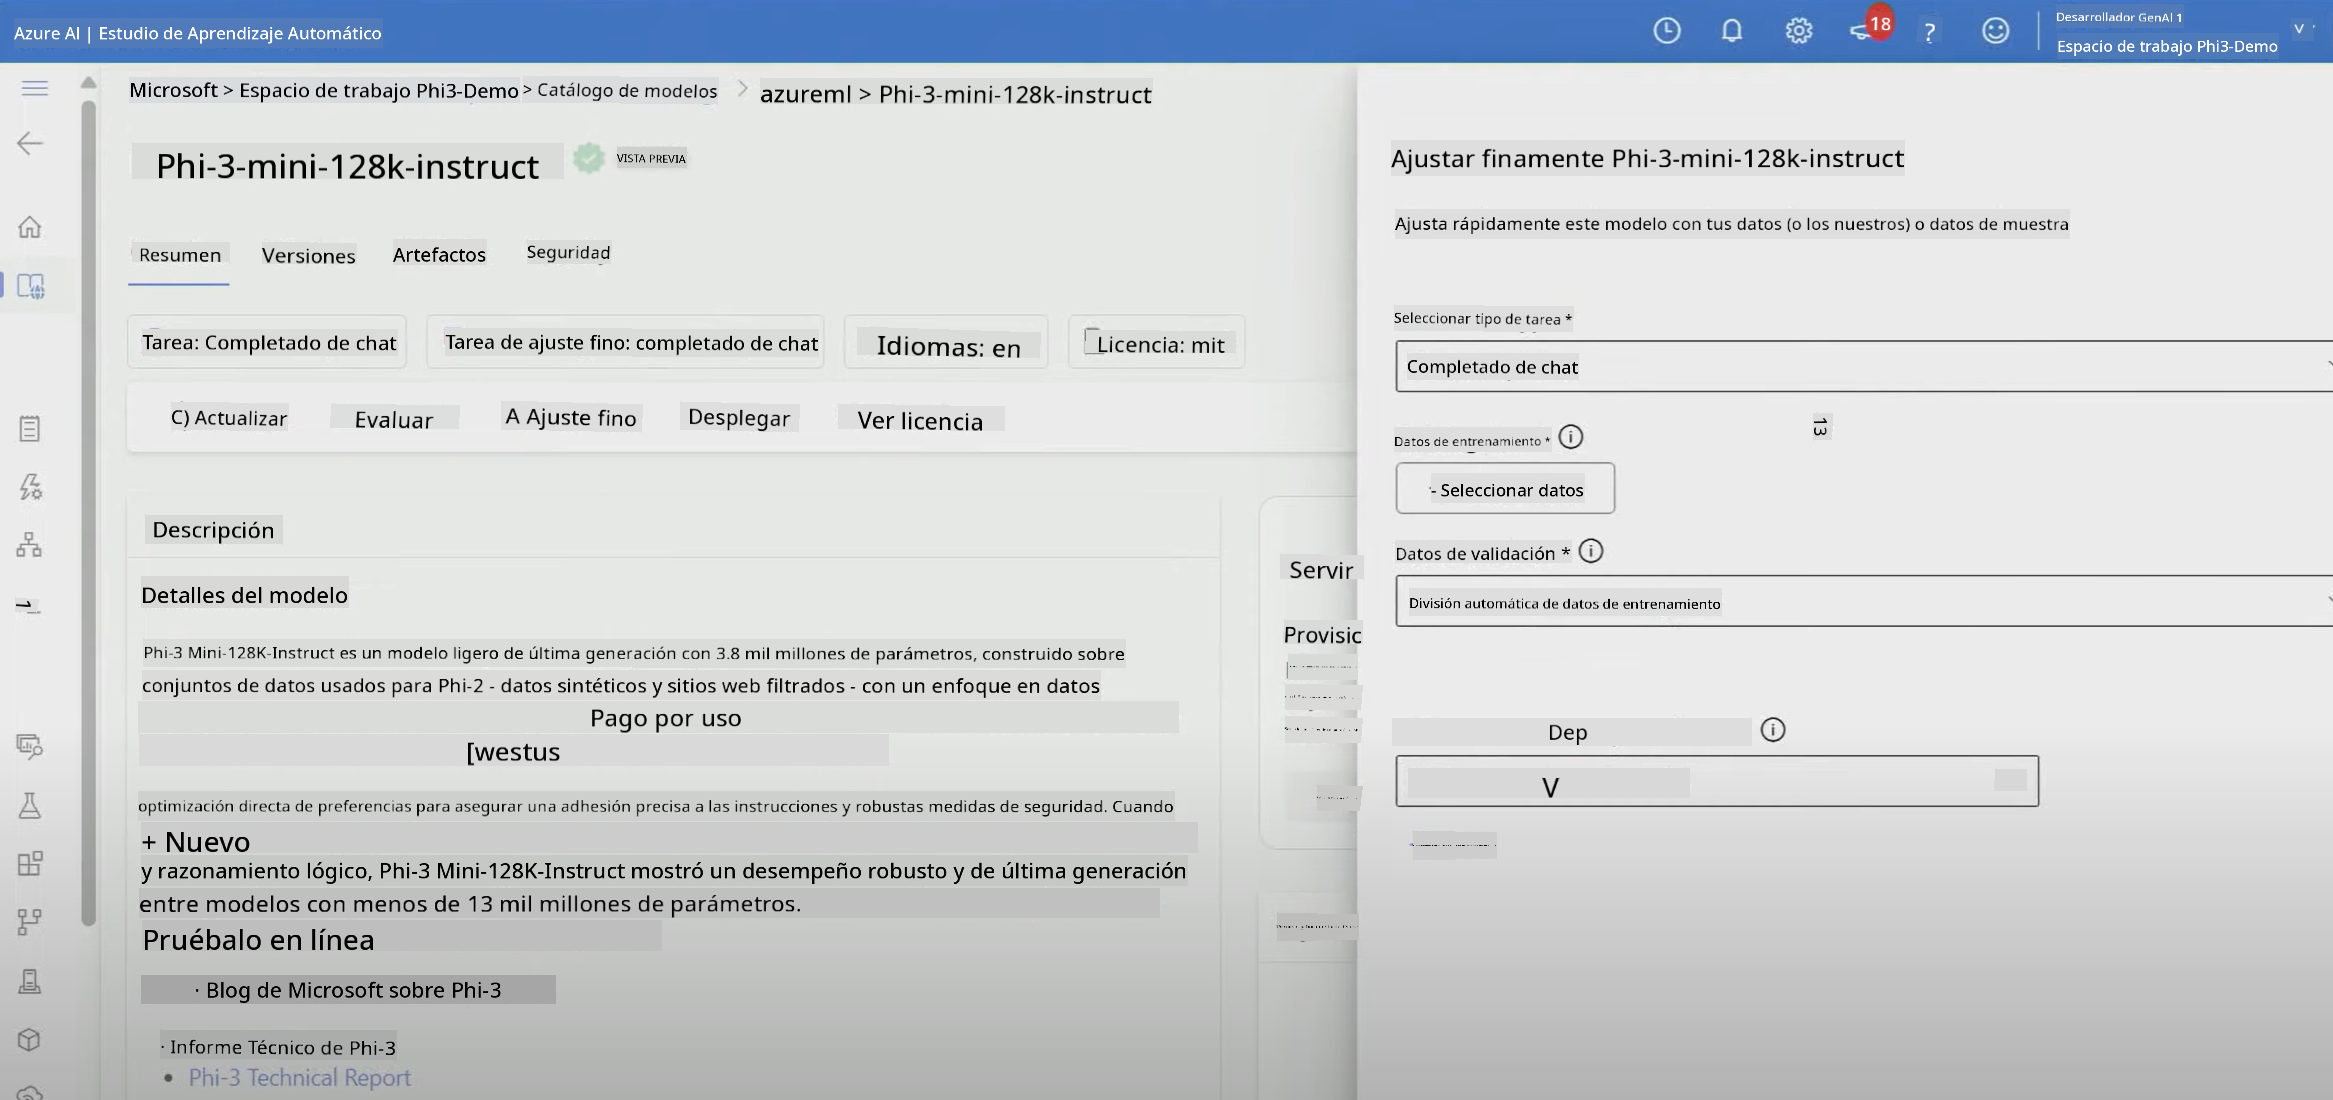 Azure AI | Estudio de Aprendizaje Automático
18
?
Desarrollador GenAI 1
Espacio de trabajo Phi3-Demo
Microsoft > Espacio de trabajo Phi3-Demo > Catálogo de modelos > azureml > Phi-3-mini-128k-instruct
Phi-3-mini-128k-instruct
VISTA PREVIA
Resumen
Versiones
Artefactos
Seguridad
Tarea: Completado de chat
Tarea de ajuste fino: completado de chat
Idiomas: en
Licencia: mit
C) Actualizar
Evaluar
A Ajuste fino
Desplegar
Ver licencia
Descripción
Detalles del modelo
Phi-3 Mini-128K-Instruct es un modelo ligero de última generación con 3.8 mil millones de parámetros, construido sobre
conjuntos de datos usados para Phi-2 - datos sintéticos y sitios web filtrados - con un enfoque en datos
Pago por uso
[westus
optimización directa de preferencias para asegurar una adhesión precisa a las instrucciones y robustas medidas de seguridad. Cuando
+ Nuevo
y razonamiento lógico, Phi-3 Mini-128K-Instruct mostró un desempeño robusto y de última generación
entre modelos con menos de 13 mil millones de parámetros.
Pruébalo en línea
· Blog de Microsoft sobre Phi-3
· Informe Técnico de Phi-3
• Phi-3 Technical Report
Servir
Provisic
Ajustar finamente Phi-3-mini-128k-instruct
Ajusta rápidamente este modelo con tus datos (o los nuestros) o datos de muestra
Seleccionar tipo de tarea *
Completado de chat
13
Datos de entrenamiento *
- Seleccionar datos
Datos de validación *
División automática de datos de entrenamiento
Dep
V